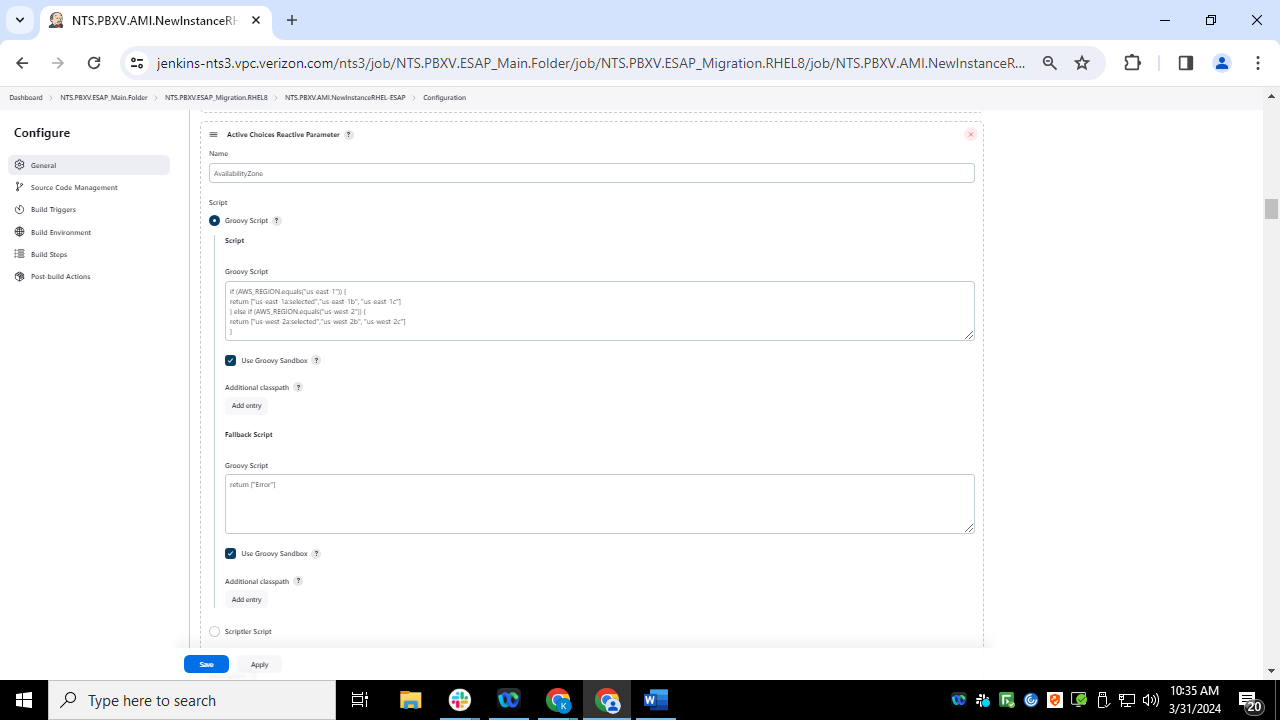 NTS.PBXV.AMI.NewInstanceRH
jenkins-nts3.vpc.verizon.com/nts3/job/NTS.PBXV.ESAP_Main.Folder/job/NTS.PBXV.ESAP_Migration.RHEL8/job/NTS.PBXV.AMI.NewInstanceR...
Dashboard > NTS.PBXV.ESAP_Main.Folder > NTS.PBXV.ESAP_Migration.RHEL8 > NTS.PBXV.AMI.NewInstanceRHEL-ESAP > Configuration
Configure
General
Source Code Management
Build Triggers
Build Environment
Build Steps
Post-build Actions
Active Choices Reactive Parameter ?
Name
AvailabilityZone
Script
Groovy Script ?
Script
Groovy Script
if (AWS_REGION.equals("us-east-1")) {
return ["us-east-1a:selected","us-east-1b", "us-east-1c"]
} else if (AWS_REGION.equals("us-west-2")) {
return ["us-west-2a:selected","us-west-2b", "us-west-2c"]
}
Use Groovy Sandbox ?
Additional classpath ?
Add entry
Fallback Script
Groovy Script
return ["Error"]
Use Groovy Sandbox ?
Additional classpath ?
Add entry
Scriptler Script
Save Apply
Type here to search
10:35 AM
3/31/2024
20